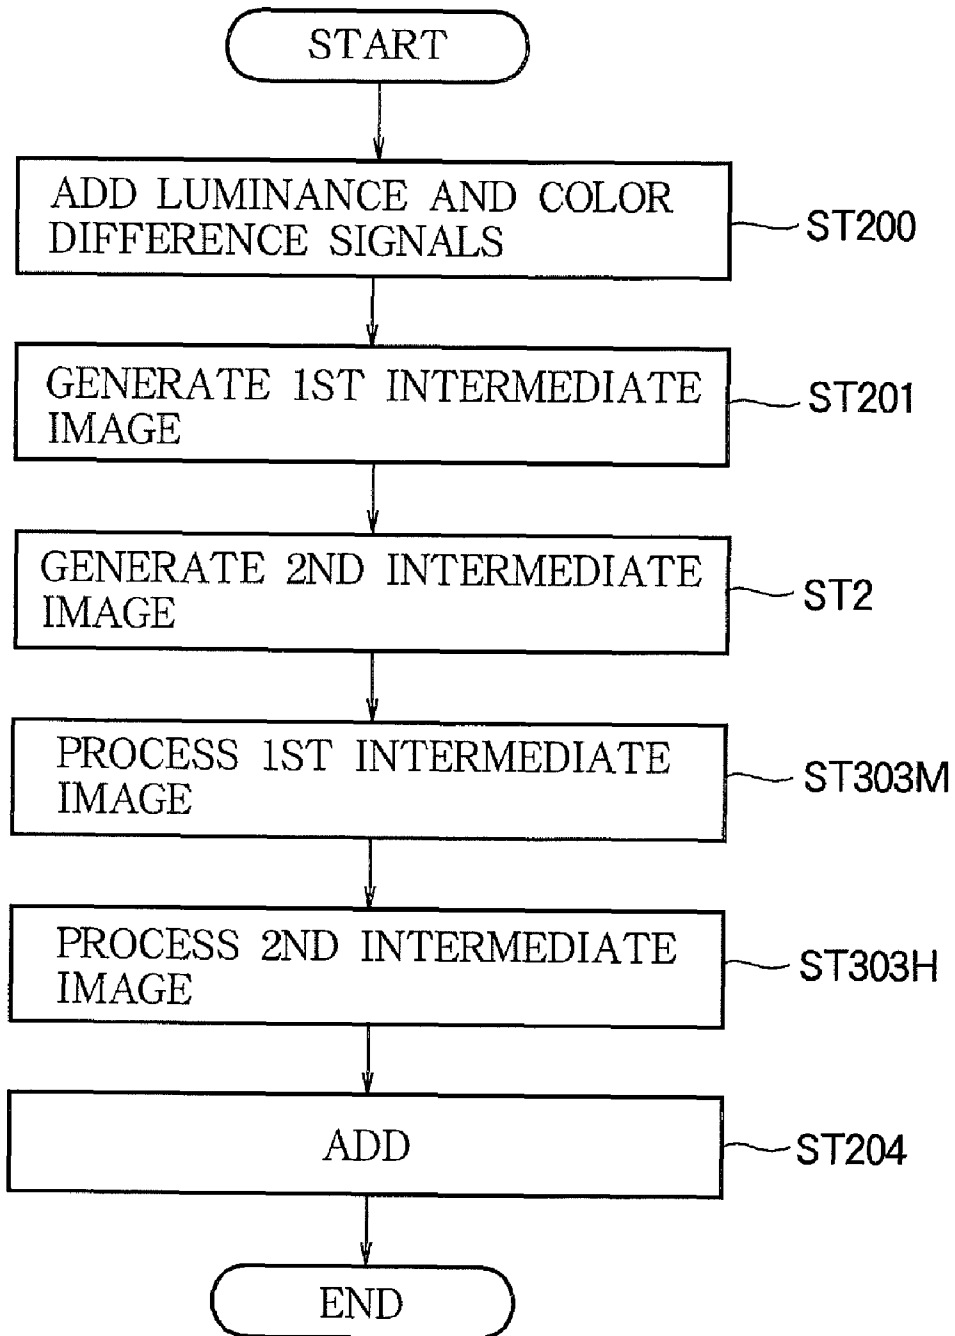 START
ADD LUMINANCE AND COLOR
DIFFERENCE SIGNALS
ST200
GENERATE 1ST INTERMEDIATE
IMAGE
ST201
GENERATE 2ND INTERMEDIATE
IMAGE
ST2
PROCESS 1ST INTERMEDIATE
IMAGE
ST303M
PROCESS 2ND INTERMEDIATE
IMAGE
ST303H
ADD
ST204
END